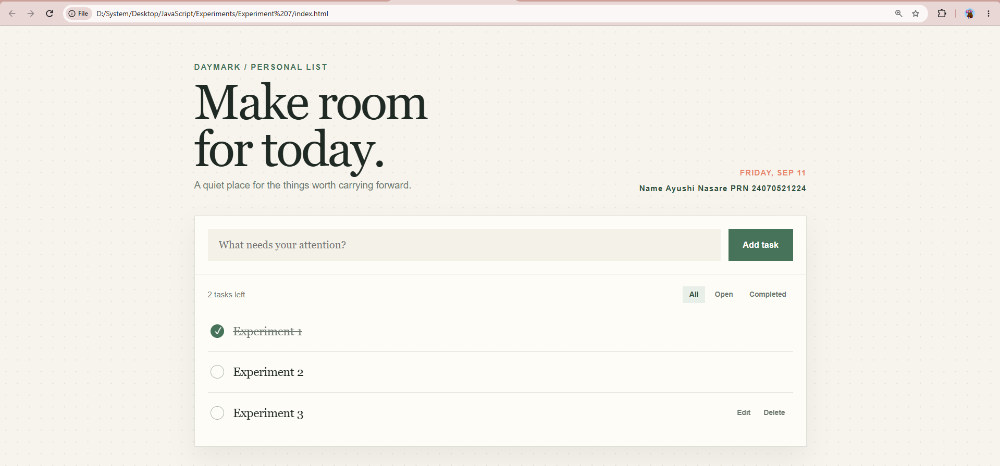 File D:/System/Desktop/JavaScript/Experiments/Experiment%207/index.html
DAYMARK / PERSONAL LIST
Make room
for today.
A quiet place for the things worth carrying forward.
FRIDAY, SEP 11
Name Ayushi Nasare PRN 24070521224
What needs your attention?
Add task
2 tasks left
All Open Completed
Experiment 1
Experiment 2
Experiment 3
Edit Delete